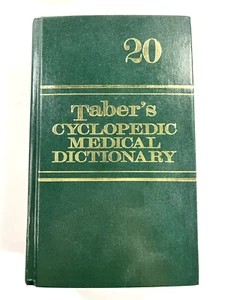 20
Taber's
CYCLOPEDIC
MEDICAL
DICTIONARY